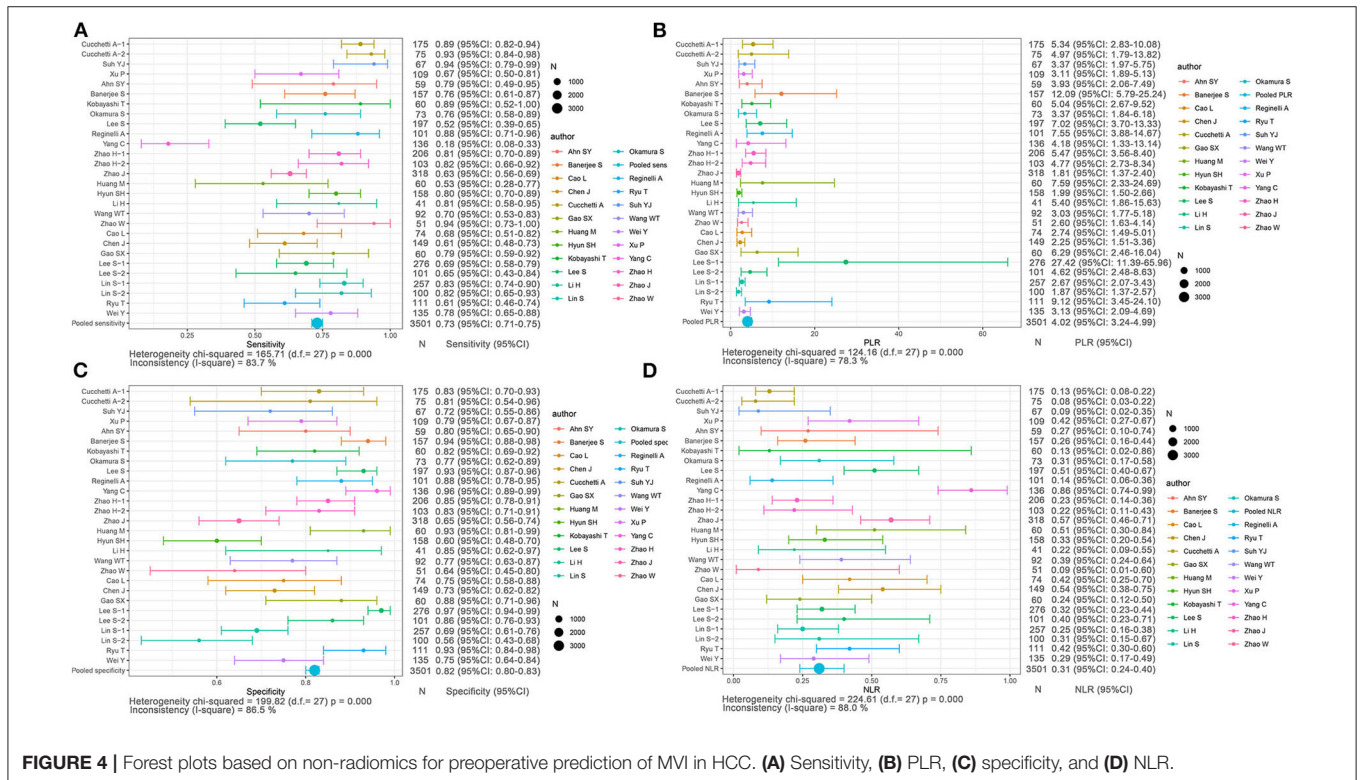 A
Cucchetti A-1 175 0.89 (95%CI: 0.82-0.94)
Cucchetti A-2 75 0.93 (95%CI: 0.84-0.98)
Suh YJ 67 0.94 (95%CI: 0.79-0.99)
Xu P 109 0.67 (95%CI: 0.50-0.81)
Ahn SY 59 0.79 (95%CI: 0.49-0.95)
Banerjee S 157 0.76 (95%CI: 0.61-0.87)
Kobayashi T 60 0.89 (95%CI: 0.52-1.00)
Okamura S 73 0.76 (95%CI: 0.58-0.89)
Lee S 197 0.52 (95%CI: 0.39-0.65)
Reginelli A 101 0.88 (95%CI: 0.71-0.96)
Yang C 136 0.18 (95%CI: 0.08-0.33)
Zhao H-1 206 0.81 (95%CI: 0.70-0.89)
Zhao H-2 103 0.82 (95%CI: 0.66-0.92)
Zhao J 318 0.63 (95%CI: 0.56-0.69)
Huang M 60 0.53 (95%CI: 0.28-0.77)
Hyun SH 158 0.80 (95%CI: 0.70-0.89)
Li H 41 0.81 (95%CI: 0.58-0.95)
Wang WT 92 0.70 (95%CI: 0.53-0.83)
Zhao W 51 0.94 (95%CI: 0.73-1.00)
Cao L 74 0.68 (95%CI: 0.51-0.82)
Chen J 149 0.61 (95%CI: 0.48-0.73)
Gao SX 60 0.79 (95%CI: 0.59-0.92)
Lee S-1 276 0.69 (95%CI: 0.58-0.79)
Lee S-2 101 0.65 (95%CI: 0.43-0.84)
Lin S-1 257 0.83 (95%CI: 0.74-0.90)
Lin S-2 100 0.82 (95%CI: 0.65-0.93)
Ryu T 111 0.61 (95%CI: 0.46-0.74)
Wei Y 135 0.78 (95%CI: 0.65-0.88)
Pooled sensitivity 3501 0.73 (95%CI: 0.71-0.75)
0.25 0.50 0.75 1.00
Sensitivity
N Sensitivity (95%CI)
Heterogeneity chi-squared = 165.71 (d.f.= 27) p = 0.000
Inconsistency (I-square) = 83.7 %
N
1000
2000
3000
author
Ahn SY Okamura S
Banerjee S Pooled sens
Cao L Reginelli A
Chen J Ryu T
Cucchetti A Suh YJ
Gao SX Wang WT
Huang M Wei Y
Hyun SH Xu P
Kobayashi T Yang C
Lee S Zhao H
Li H Zhao J
Lin S Zhao W
B
Cucchetti A-1 175 5.34 (95%CI: 2.83-10.08)
Cucchetti A-2 75 4.97 (95%CI: 1.79-13.82)
Suh YJ 67 3.37 (95%CI: 1.97-5.75)
Xu P 109 3.11 (95%CI: 1.89-5.13)
Ahn SY 59 3.93 (95%CI: 2.06-7.49)
Banerjee S 157 12.09 (95%CI: 5.79-25.24)
Kobayashi T 60 5.04 (95%CI: 2.67-9.52)
Okamura S 73 3.37 (95%CI: 1.84-6.18)
Lee S 197 7.02 (95%CI: 3.70-13.33)
Reginelli A 101 7.55 (95%CI: 3.88-14.67)
Yang C 136 4.18 (95%CI: 1.33-13.14)
Zhao H-1 206 5.47 (95%CI: 3.56-8.40)
Zhao H-2 103 4.77 (95%CI: 2.73-8.34)
Zhao J 318 1.81 (95%CI: 1.37-2.40)
Huang M 60 7.59 (95%CI: 2.33-24.69)
Hyun SH 158 1.99 (95%CI: 1.50-2.66)
Li H 41 5.40 (95%CI: 1.86-15.63)
Wang WT 92 3.03 (95%CI: 1.77-5.18)
Zhao W 51 2.60 (95%CI: 1.63-4.14)
Cao L 74 2.74 (95%CI: 1.49-5.01)
Chen J 149 2.25 (95%CI: 1.51-3.36)
Gao SX 60 6.29 (95%CI: 2.46-16.04)
Lee S-1 276 27.42 (95%CI: 11.39-65.96)
Lee S-2 101 4.62 (95%CI: 2.48-8.63)
Lin S-1 257 2.67 (95%CI: 2.07-3.43)
Lin S-2 100 1.87 (95%CI: 1.37-2.57)
Ryu T 111 9.12 (95%CI: 3.45-24.10)
Wei Y 135 3.13 (95%CI: 2.09-4.69)
Pooled PLR 3501 4.02 (95%CI: 3.24-4.99)
0 20 40 60
PLR
N PLR (95%CI)
Heterogeneity chi-squared = 124.16 (d.f.= 27) p = 0.000
Inconsistency (I-square) = 78.3 %
author
Ahn SY Okamura S
Banerjee S Pooled PLR
Cao L Reginelli A
Chen J Ryu T
Cucchetti A Suh YJ
Gao SX Wang WT
Huang M Wei Y
Hyun SH Xu P
Kobayashi T Yang C
Lee S Zhao H
Li H Zhao J
Lin S Zhao W
N
1000
2000
3000
C
Cucchetti A-1 175 0.83 (95%CI: 0.70-0.93)
Cucchetti A-2 75 0.81 (95%CI: 0.54-0.96)
Suh YJ 67 0.72 (95%CI: 0.55-0.86)
Xu P 109 0.79 (95%CI: 0.67-0.87)
Ahn SY 59 0.80 (95%CI: 0.65-0.90)
Banerjee S 157 0.94 (95%CI: 0.88-0.98)
Kobayashi T 60 0.82 (95%CI: 0.69-0.92)
Okamura S 73 0.77 (95%CI: 0.62-0.89)
Lee S 197 0.93 (95%CI: 0.87-0.96)
Reginelli A 101 0.88 (95%CI: 0.78-0.95)
Yang C 136 0.96 (95%CI: 0.89-0.99)
Zhao H-1 206 0.85 (95%CI: 0.78-0.91)
Zhao H-2 103 0.83 (95%CI: 0.71-0.91)
Zhao J 318 0.65 (95%CI: 0.56-0.74)
Huang M 60 0.93 (95%CI: 0.81-0.99)
Hyun SH 158 0.60 (95%CI: 0.48-0.70)
Li H 41 0.85 (95%CI: 0.62-0.97)
Wang WT 92 0.77 (95%CI: 0.63-0.87)
Zhao W 51 0.64 (95%CI: 0.45-0.80)
Cao L 74 0.75 (95%CI: 0.58-0.88)
Chen J 149 0.73 (95%CI: 0.62-0.82)
Gao SX 60 0.88 (95%CI: 0.71-0.96)
Lee S-1 276 0.97 (95%CI: 0.94-0.99)
Lee S-2 101 0.86 (95%CI: 0.76-0.93)
Lin S-1 257 0.69 (95%CI: 0.61-0.76)
Lin S-2 100 0.56 (95%CI: 0.43-0.68)
Ryu T 111 0.93 (95%CI: 0.84-0.98)
Wei Y 135 0.75 (95%CI: 0.64-0.84)
Pooled specificity 3501 0.82 (95%CI: 0.80-0.83)
0.6 0.8 1.0
Specificity
N Specificity (95%CI)
Heterogeneity chi-squared = 199.82 (d.f.= 27) p = 0.000
Inconsistency (I-square) = 86.5 %
author
Ahn SY Okamura S
Banerjee S Pooled spec
Cao L Reginelli A
Chen J Ryu T
Cucchetti A Suh YJ
Gao SX Wang WT
Huang M Wei Y
Hyun SH Xu P
Kobayashi T Yang C
Lee S Zhao H
Li H Zhao J
Lin S Zhao W
N
1000
2000
3000
D
Cucchetti A-1 175 0.13 (95%CI: 0.08-0.22)
Cucchetti A-2 75 0.08 (95%CI: 0.03-0.22)
Suh YJ 67 0.09 (95%CI: 0.02-0.35)
Xu P 109 0.42 (95%CI: 0.27-0.67)
Ahn SY 59 0.27 (95%CI: 0.10-0.74)
Banerjee S 157 0.26 (95%CI: 0.16-0.44)
Kobayashi T 60 0.13 (95%CI: 0.02-0.86)
Okamura S 73 0.31 (95%CI: 0.17-0.58)
Lee S 197 0.51 (95%CI: 0.40-0.67)
Reginelli A 101 0.14 (95%CI: 0.06-0.36)
Yang C 136 0.86 (95%CI: 0.74-0.99)
Zhao H-1 206 0.23 (95%CI: 0.14-0.36)
Zhao H-2 103 0.22 (95%CI: 0.11-0.43)
Zhao J 318 0.57 (95%CI: 0.46-0.71)
Huang M 60 0.51 (95%CI: 0.30-0.84)
Hyun SH 158 0.33 (95%CI: 0.20-0.54)
Li H 41 0.22 (95%CI: 0.09-0.55)
Wang WT 92 0.39 (95%CI: 0.24-0.64)
Zhao W 51 0.09 (95%CI: 0.01-0.60)
Cao L 74 0.42 (95%CI: 0.25-0.70)
Chen J 149 0.54 (95%CI: 0.38-0.75)
Gao SX 60 0.24 (95%CI: 0.12-0.50)
Lee S-1 276 0.32 (95%CI: 0.23-0.44)
Lee S-2 101 0.40 (95%CI: 0.23-0.71)
Lin S-1 257 0.25 (95%CI: 0.16-0.38)
Lin S-2 100 0.31 (95%CI: 0.15-0.67)
Ryu T 111 0.42 (95%CI: 0.30-0.60)
Wei Y 135 0.29 (95%CI: 0.17-0.49)
Pooled NLR 3501 0.31 (95%CI: 0.24-0.40)
0.00 0.25 0.50 0.75 1.00
NLR
N NLR (95%CI)
Heterogeneity chi-squared = 224.61 (d.f.= 27) p = 0.000
Inconsistency (I-square) = 88.0 %
N
1000
2000
3000
author
Ahn SY Okamura S
Banerjee S Pooled NLR
Cao L Reginelli A
Chen J Ryu T
Cucchetti A Suh YJ
Gao SX Wang WT
Huang M Wei Y
Hyun SH Xu P
Kobayashi T Yang C
Lee S Zhao H
Li H Zhao J
Lin S Zhao W
FIGURE 4 | Forest plots based on non-radiomics for preoperative prediction of MVI in HCC. (A) Sensitivity, (B) PLR, (C) specificity, and (D) NLR.